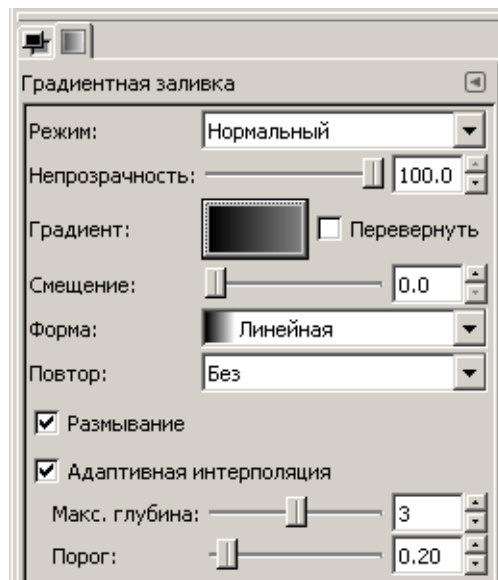 Градиентная заливка
Режим: Нормальный
Непрозрачность: 100.0
Градиент: Перевернуть
Смещение: 0.0
Форма: Линейная
Повтор: Без
Размывание
Адаптивная интерполяция
Макс. глубина: 3
Порог: 0.20